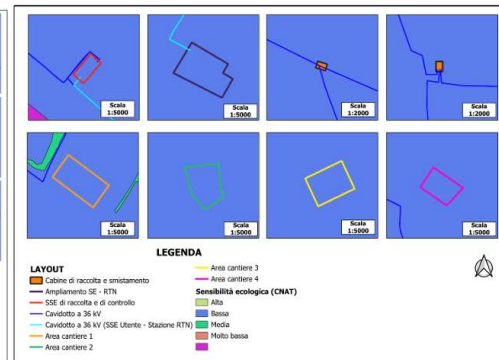 Scala
1:5000
Scala
1:5000
Scala
1:2000
Scala
1:2000
Scala
1:5000
Scala
1:5000
Scala
1:5000
Scala
1:5000
LEGENDA
LAYOUT
Cabine di raccolta e smistamento
Ampliamento SE - RTN
SSE di raccolta e di controllo
Cavidotto a 36 kV
Cavidotto a 36 kV (SSE Utente - Stazione RTN)
Area cantiere 1
Area cantiere 2
Area cantiere 3
Area cantiere 4
Sensibilità ecologica (CNAT)
Alta
Bassa
Media
Molto bassa